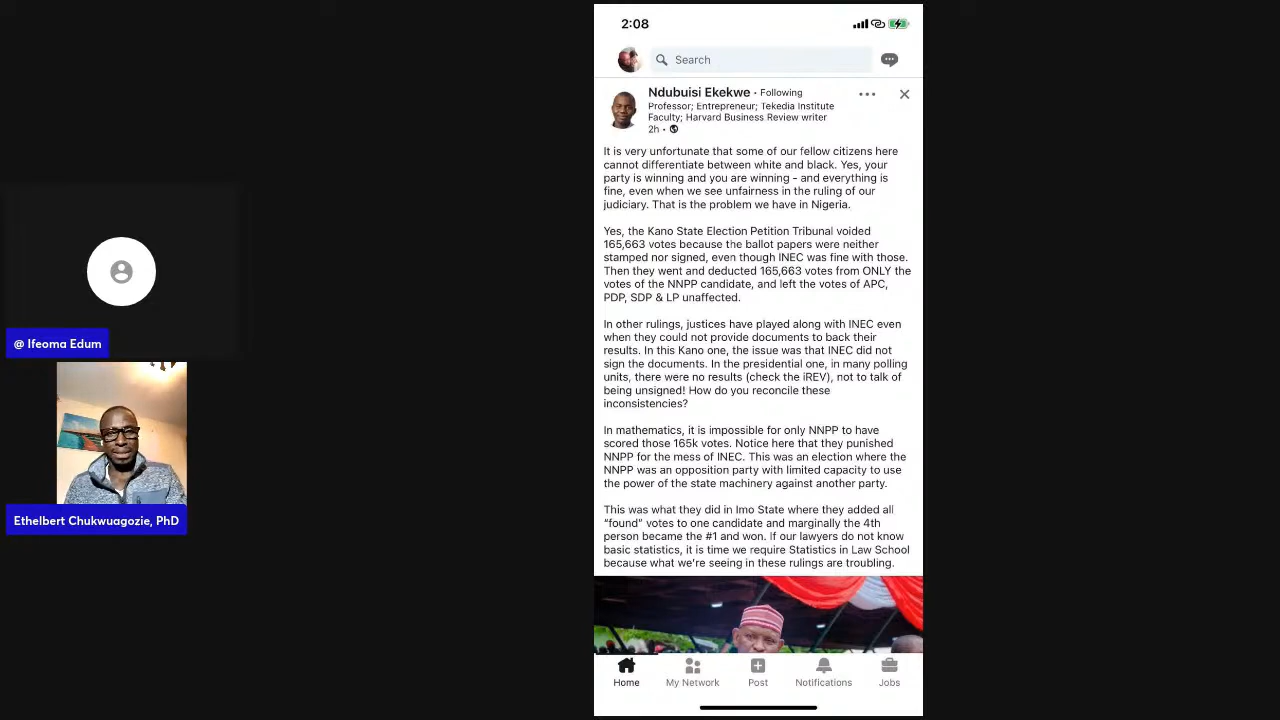 @ Ifeoma Edum
Ethelbert Chukwuagozie, PhD
2:08
Search
Ndubuisi Ekekwe • Following
Professor; Entrepreneur; Tekedia Institute
Faculty; Harvard Business Review writer
2h •
It is very unfortunate that some of our fellow citizens here
cannot differentiate between white and black. Yes, your
party is winning and you are winning - and everything is
fine, even when we see unfairness in the ruling of our
judiciary. That is the problem we have in Nigeria.
Yes, the Kano State Election Petition Tribunal voided
165,663 votes because the ballot papers were neither
stamped nor signed, even though INEC was fine with those.
Then they went and deducted 165,663 votes from ONLY the
votes of the NNPP candidate, and left the votes of APC,
PDP, SDP & LP unaffected.
In other rulings, justices have played along with INEC even
when they could not provide documents to back their
results. In this Kano one, the issue was that INEC did not
sign the documents. In the presidential one, in many polling
units, there were no results (check the iREV), not to talk of
being unsigned! How do you reconcile these
inconsistencies?
In mathematics, it is impossible for only NNPP to have
scored those 165k votes. Notice here that they punished
NNPP for the mess of INEC. This was an election where the
NNPP was an opposition party with limited capacity to use
the power of the state machinery against another party.
This was what they did in Imo State where they added all
“found” votes to one candidate and marginally the 4th
person became the #1 and won. If our lawyers do not know
basic statistics, it is time we require Statistics in Law School
because what we’re seeing in these rulings are troubling.
Home
My Network
Post
Notifications
Jobs